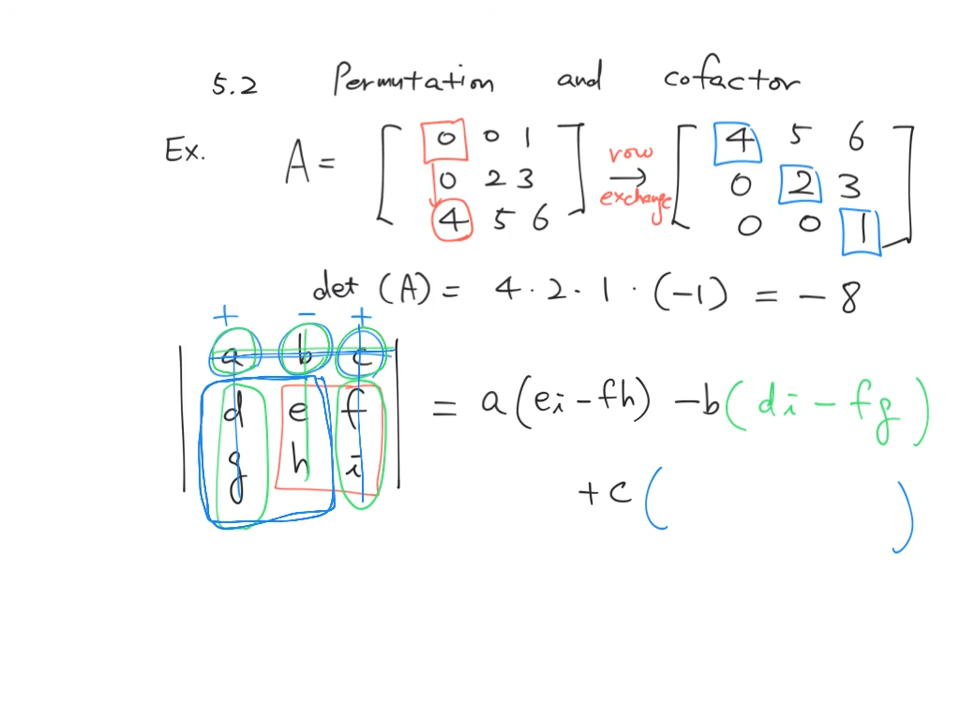 5.2 Permutation and cofactor
Ex. A = [ 0 0 1 ] row → exchange [ 4 5 6 ]
[ 0 2 3 ] [ 0 2 3 ]
[ 4 5 6 ] [ 0 0 1 ]
det (A) = 4 · 2 · 1 · (-1) = - 8
+ - +
| a b c |
| d e f | = a(ei - fh) - b(di - fg)
| g h i | + c( )